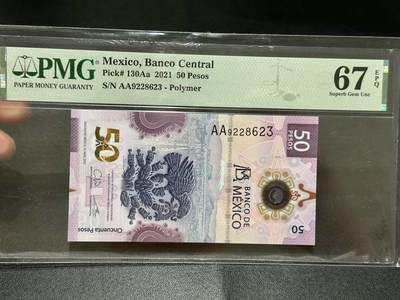 PMG
PAPER MONEY GUARANTY
Mexico, Banco Central
Pick# 130Aa 2021 50 Pesos
S/N AA9228623 - Polymer
67 EPQ
Superb Gem Unc
50
AA9228623
50 PESOS
BANCO DE
MÉXICO
Cincuenta Pesos
50